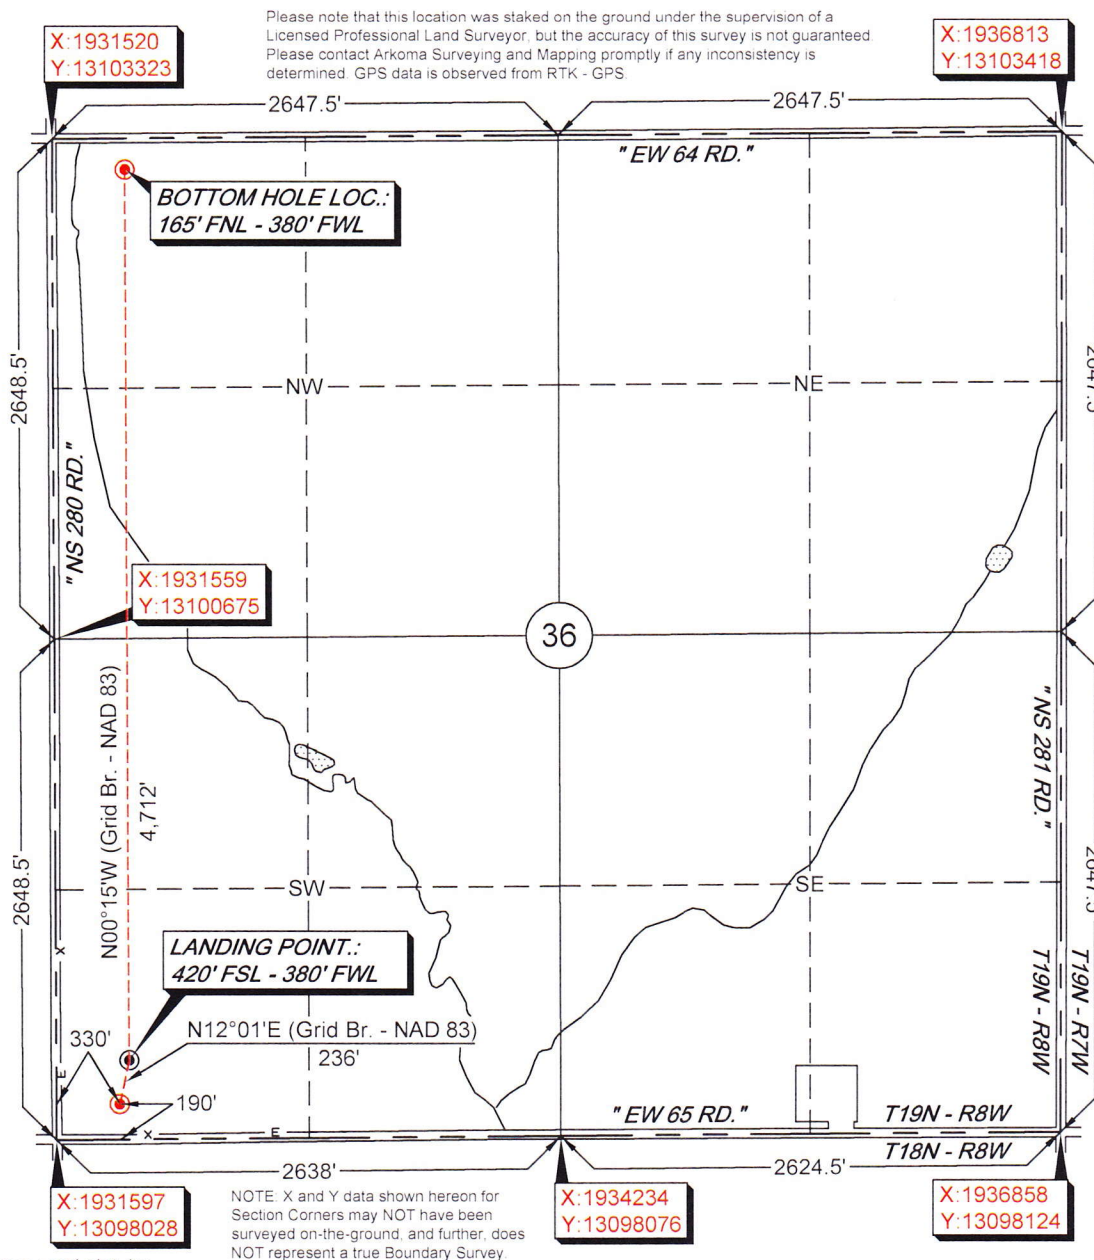 Please note that this location was staked on the ground under the supervision of a
Licensed Professional Land Surveyor, but the accuracy of this survey is not guaranteed.
Please contact Arkoma Surveying and Mapping promptly if any inconsistency is
determined. GPS data is observed from RTK - GPS.
X:1931520
Y:13103323
X:1936813
Y:13103418
2647.5'
2647.5'
" EW 64 RD."
BOTTOM HOLE LOC.:
165' FNL - 380' FWL
2648.5'
NW
NE
" NS 280 RD."
X:1931559
Y:13100675
36
N00°15'W (Grid Br. - NAD 83)
4,712'
" NS 281 RD."
2648.5'
SW
SE
LANDING POINT.:
420' FSL - 380' FWL
T19N - R8W
T19N - R7W
330'
N12°01'E (Grid Br. - NAD 83)
236'
X
E
190'
X
E
" EW 65 RD."
T19N - R8W
T18N - R8W
2638'
2624.5'
X:1931597
Y:13098028
NOTE: X and Y data shown hereon for
Section Corners may NOT have been
surveyed on-the-ground, and further, does
NOT represent a true Boundary Survey.
X:1934234
Y:13098076
X:1936858
Y:13098124